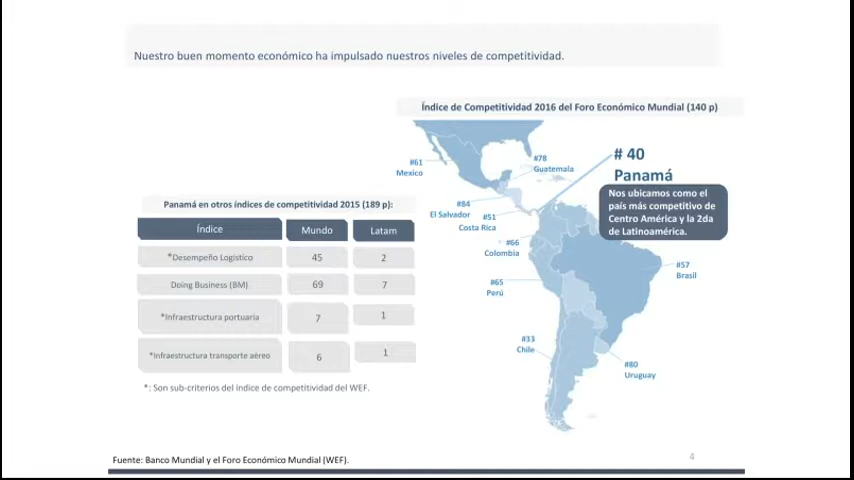 Nuestro buen momento económico ha impulsado nuestros niveles de competitividad.
Índice de Competitividad 2016 del Foro Económico Mundial (140 p)
#61
Mexico
#78
Guatemala
# 40
Panamá
Nos ubicamos como el
país más competitivo de
Centro América y la 2da
de Latinoamérica.
#84
El Salvador
#51
Costa Rica
#66
Colombia
#57
Brasil
#65
Perú
#33
Chile
#80
Uruguay
Panamá en otros índices de competitividad 2015 (189 p):
Índice Mundo Latam
*Desempeño Logístico 45 2
Doing Business (BM) 69 7
*Infraestructura portuaria 7 1
*Infraestructura transporte aéreo 6 1
*: Son sub-criterios del índice de competitividad del WEF.
Fuente: Banco Mundial y el Foro Económico Mundial (WEF).
4